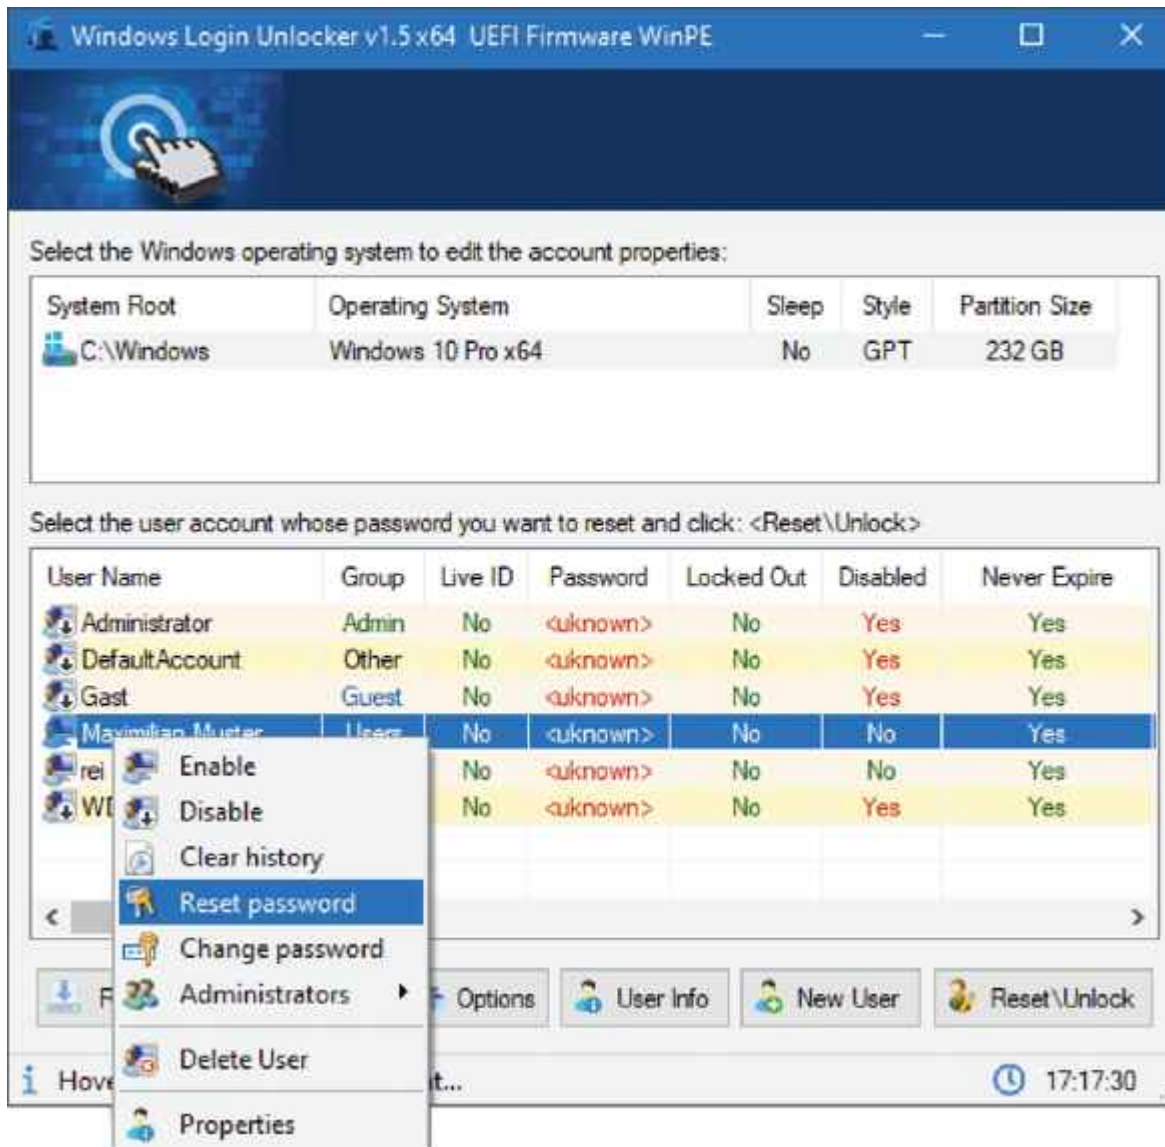 Windows Login Unlocker v1.5 x64 UEFI Firmware WinPE
Select the Windows operating system to edit the account properties:
System Root Operating System Sleep Style Partition Size
C:\Windows Windows 10 Pro x64 No GPT 232 GB
Select the user account whose password you want to reset and click: <Reset\Unlock>
User Name Group Live ID Password Locked Out Disabled Never Expire
Administrator Admin No <uknown> No Yes Yes
DefaultAccount Other No <uknown> No Yes Yes
Gast Guest No <uknown> No Yes Yes
Maximilian Muster Users No <uknown> No No Yes
rei No <uknown> No No Yes
No <uknown> No Yes Yes
Enable
Disable
Clear history
Reset password
Change password
Administrators
Delete User
Properties
Options User Info New User Reset\Unlock
17:17:30